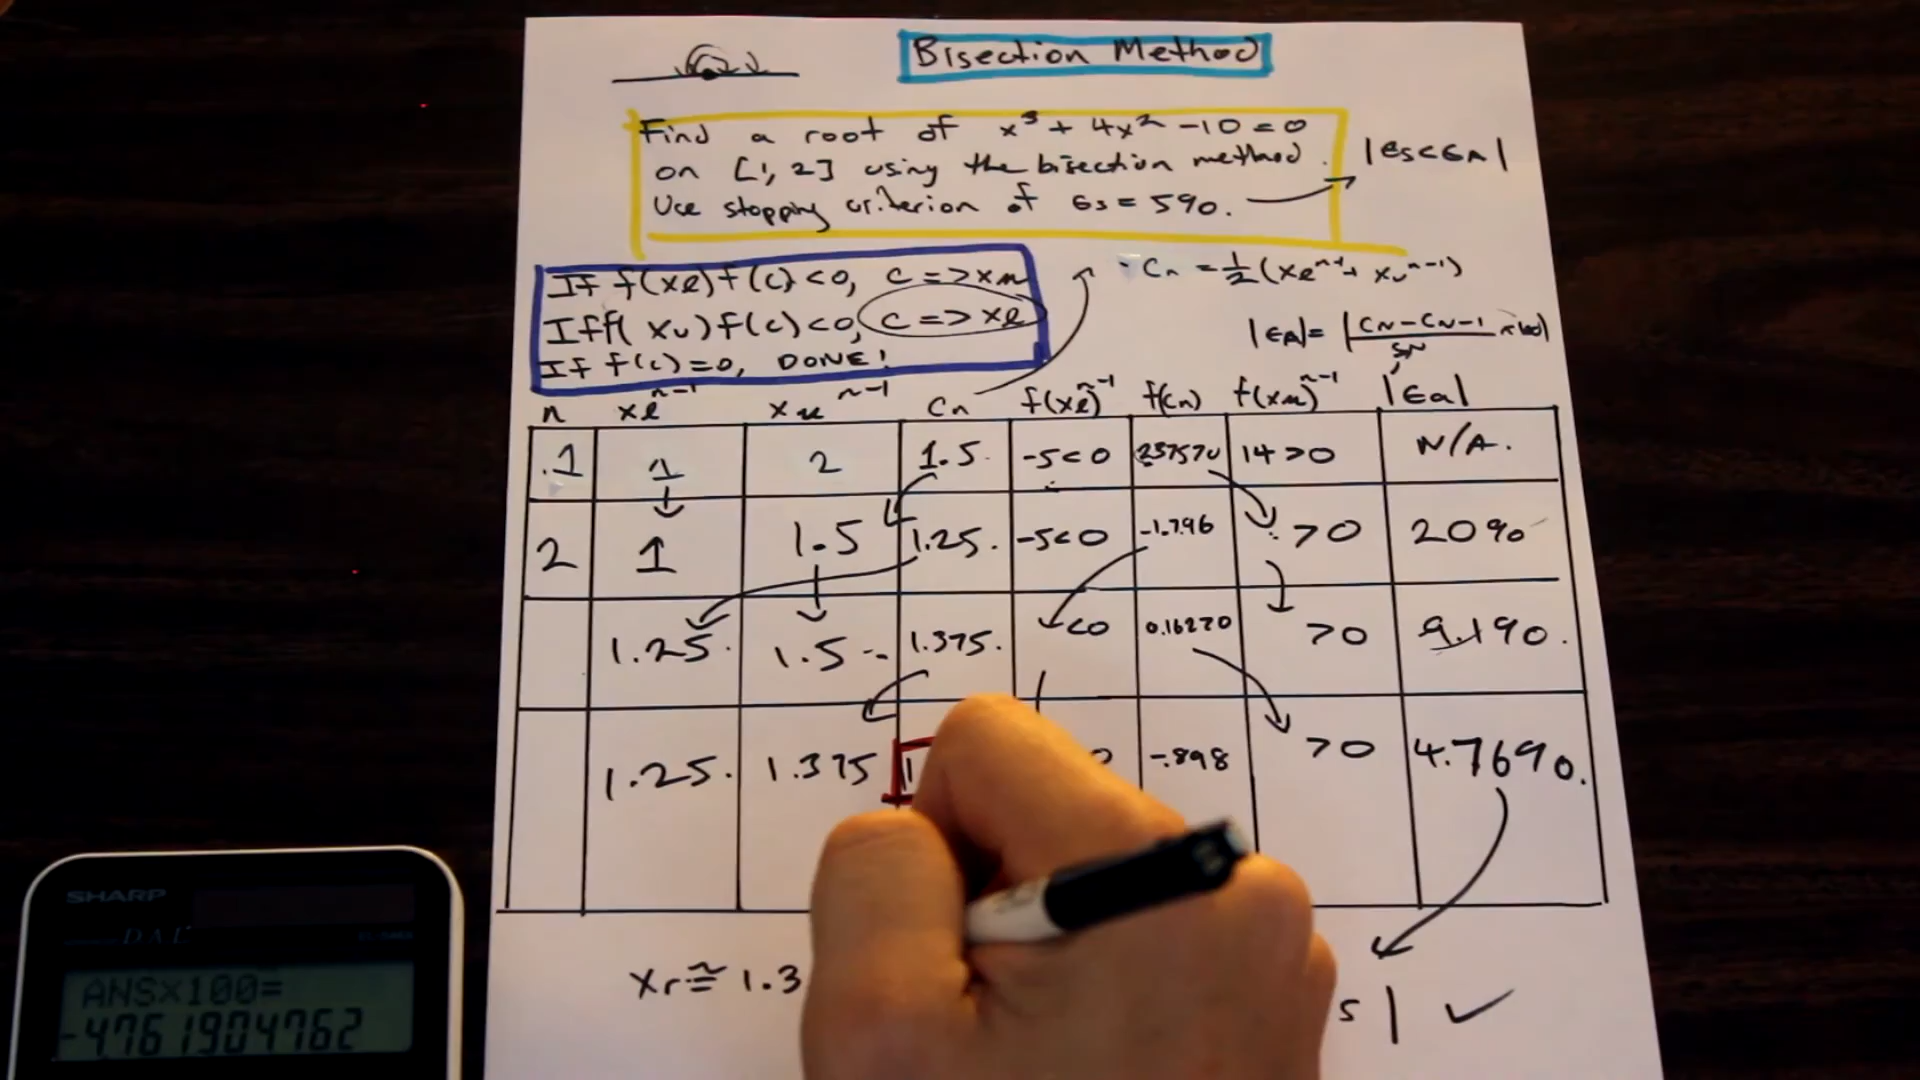 Bisection Method
Find a root of x³ + 4x² -10 = 0
on [1, 2] using the bisection method.
Use stopping criterion of εs = 5%.
|εs<εA|
If f(xl)f(c)<0, c => xu
If f(xu)f(c)<0, c => xl
If f(c)=0, DONE!
Cn = ½(xl^n-1 + xu^n-1)
|εA| = |CN-CN-1 / CN x100|
n xl^n-1 xu^n-1 Cn f(xl)^n-1 f(Cn) f(xu)^n-1 |εa|
.1 1 2 1.5 -5<0 14>0 N/A.
2 1 1.5 1.25. -5<0 -1.796 >0 20%
1.25. 1.5 1.375. <0 0.16270 >0 9.1%.
1.25. 1.375 1 -.898 >0 4.76%.
xr ≅ 1.3
s| ✓
SHARP
D.A.L
ANS×100=
-4.761904762